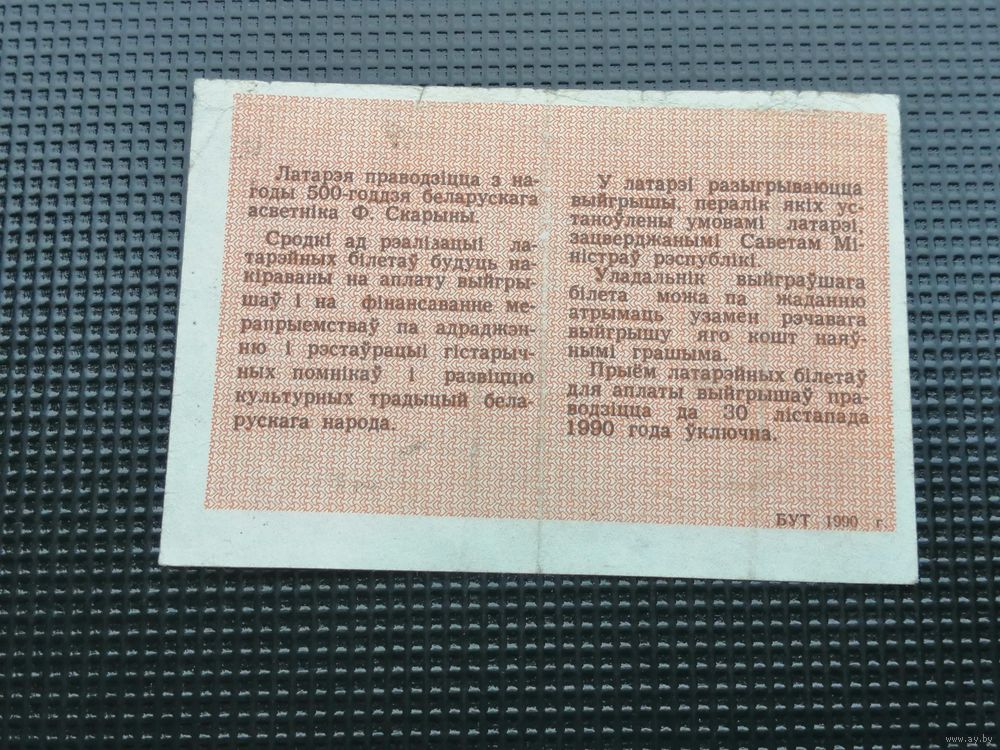 Латарэя праводзіцца з на-
годы 500-годдзя беларускага
асветніка Ф. Скарыны.
Сродні ад рэалізацыі ла-
тарэйных білетаў будуць на-
кіраваны на аплату выйгры-
шаў і на фінансаванне ме-
рапрыемстваў па адраджэн-
ню і рэстаўрацыі гістарыч-
ных помнікаў і развіццю
культурных традыцый бела-
рускага народа.
У латарэі разыгрываюцца
выйгрышы, пералік якіх ус-
таноўлены умовамі латарэі,
зацверджанымі Саветам Мі-
ністраў рэспублікі.
Уладальнік выйграўшага
білета можа па жаданню
атрымаць узамен рэчавага
выйгрышу яго кошт наяў-
нымі грашыма.
Прыём латарэйных білетаў
для аплаты выйгрышаў пра-
водзіцца да 30 лістапада
1990 года ўключна.
БУТ 1990 г.
www.ay.by